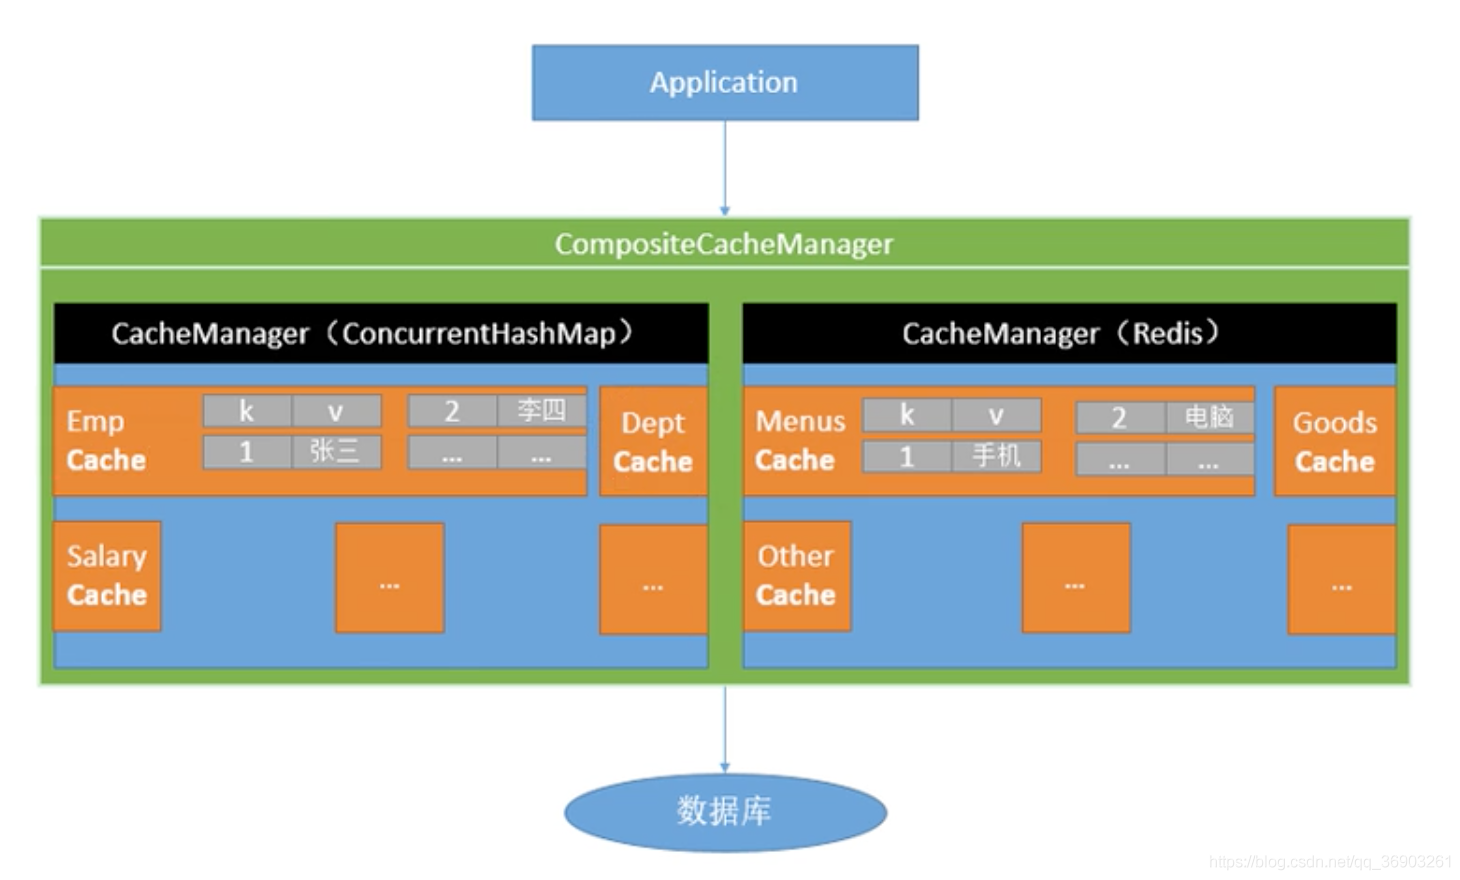 Application
CompositeCacheManager
CacheManager（ConcurrentHashMap）
Emp
Cache
k v
1 张三
2 李四
... ...
Dept
Cache
Salary
Cache
...
...
CacheManager（Redis）
Menus
Cache
k v
1 手机
2 电脑
... ...
Goods
Cache
Other
Cache
...
...
数据库
https://blog.csdn.net/qq_36903261